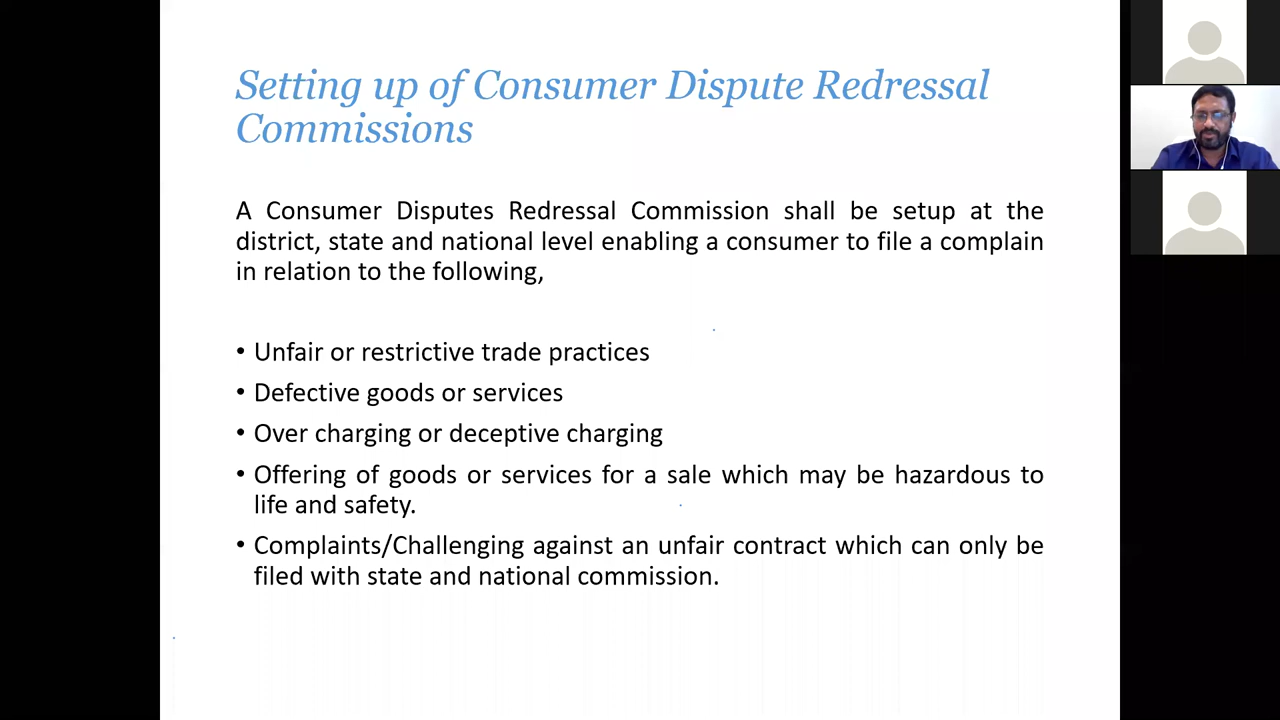 Setting up of Consumer Dispute Redressal
Commissions
A Consumer Disputes Redressal Commission shall be setup at the
district, state and national level enabling a consumer to file a complain
in relation to the following,
• Unfair or restrictive trade practices
• Defective goods or services
• Over charging or deceptive charging
• Offering of goods or services for a sale which may be hazardous to
life and safety.
• Complaints/Challenging against an unfair contract which can only be
filed with state and national commission.